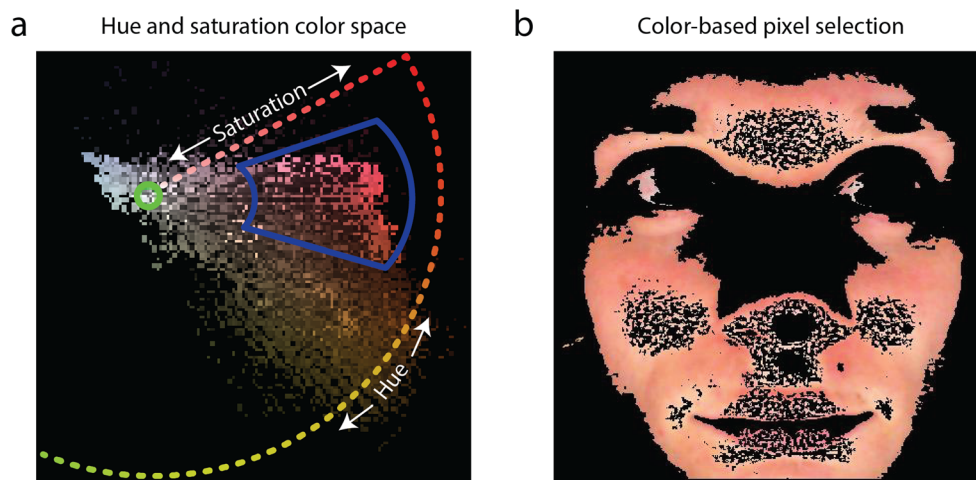 a
Hue and saturation color space
Saturation
Hue
b
Color-based pixel selection